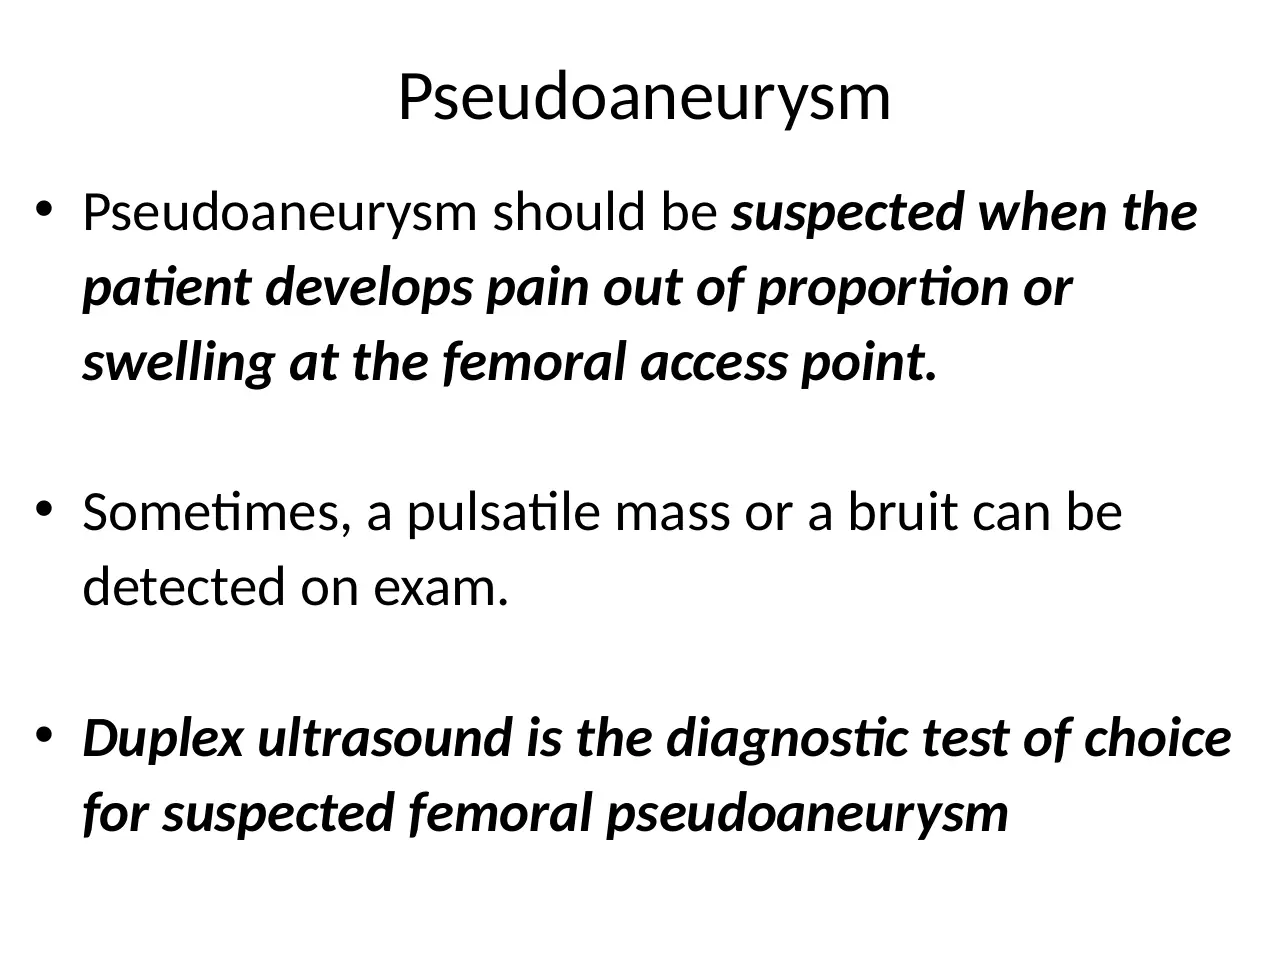 Pseudoaneurysm
• Pseudoaneurysm should be suspected when the
patient develops pain out of proportion or
swelling at the femoral access point.
• Sometimes, a pulsatile mass or a bruit can be
detected on exam.
• Duplex ultrasound is the diagnostic test of choice
for suspected femoral pseudoaneurysm